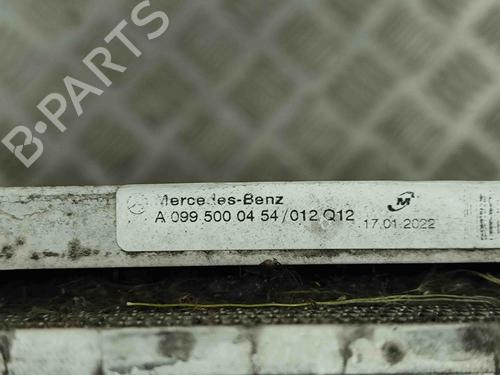 B-PARTS
Mercedes-Benz
A 099 500 04 54 / 012 Q12
M
17.01.2022